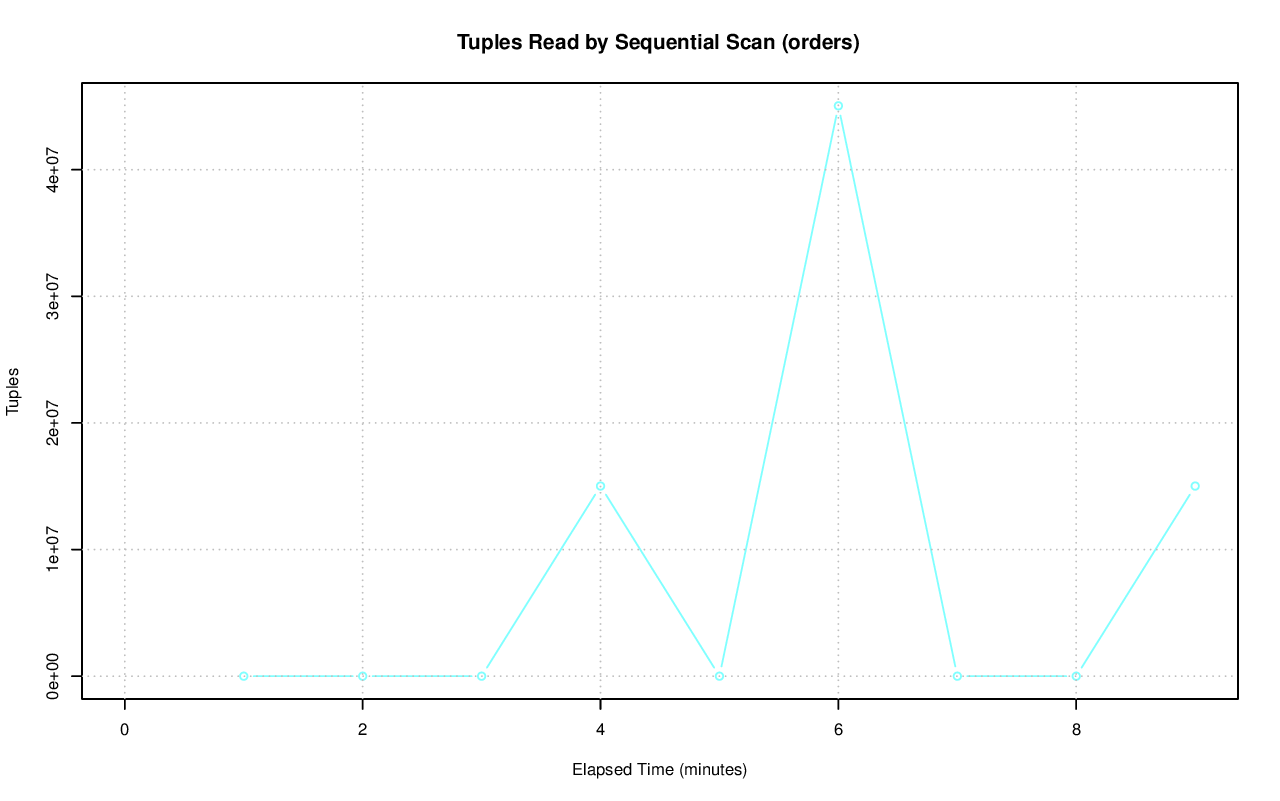 Tuples Read by Sequential Scan (orders)
Tuples
4e+07
3e+07
2e+07
1e+07
0e+00
0 2 4 6 8
Elapsed Time (minutes)